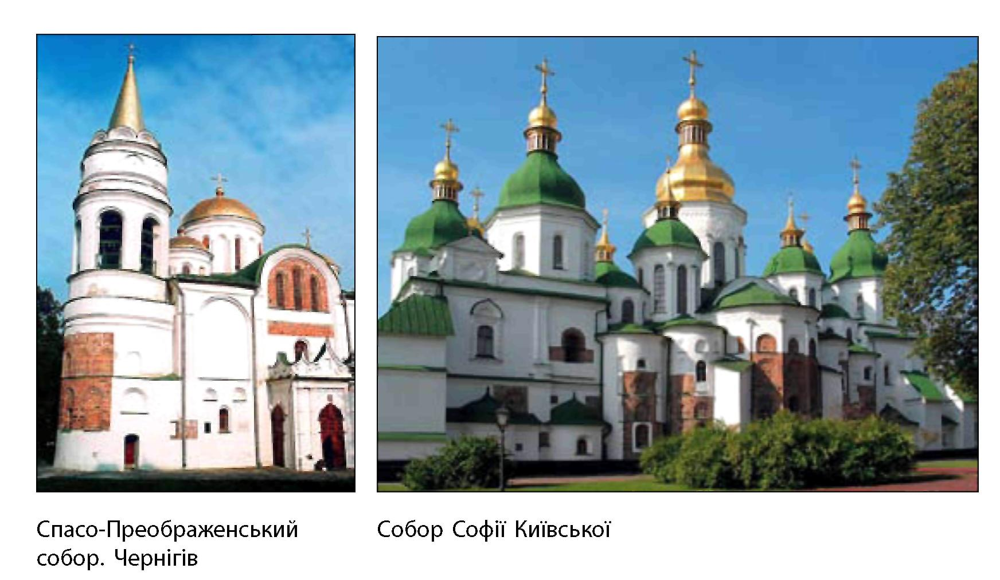 Спасо-Преображенський
собор. Чернігів
Собор Софії Київської